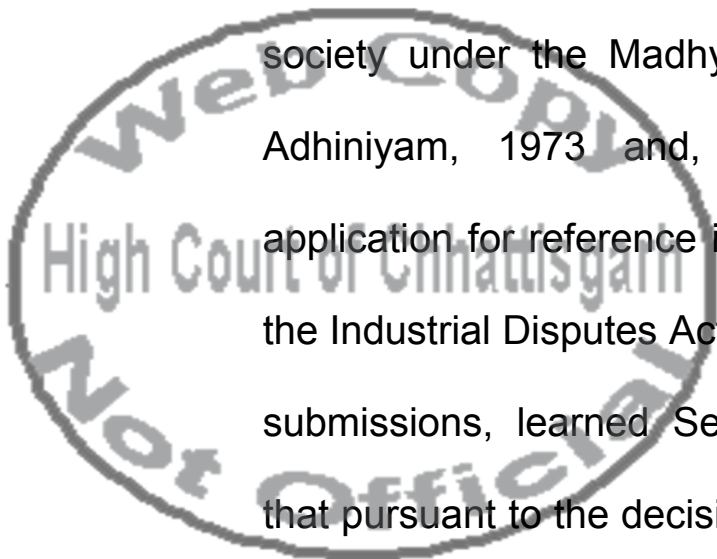 society under the Madhy
Adhiniyam, 1973 and,
application for reference i
the Industrial Disputes Act
submissions, learned Se
that pursuant to the decisi
Web Copy
High Court of Chhattisgarh
Not Official